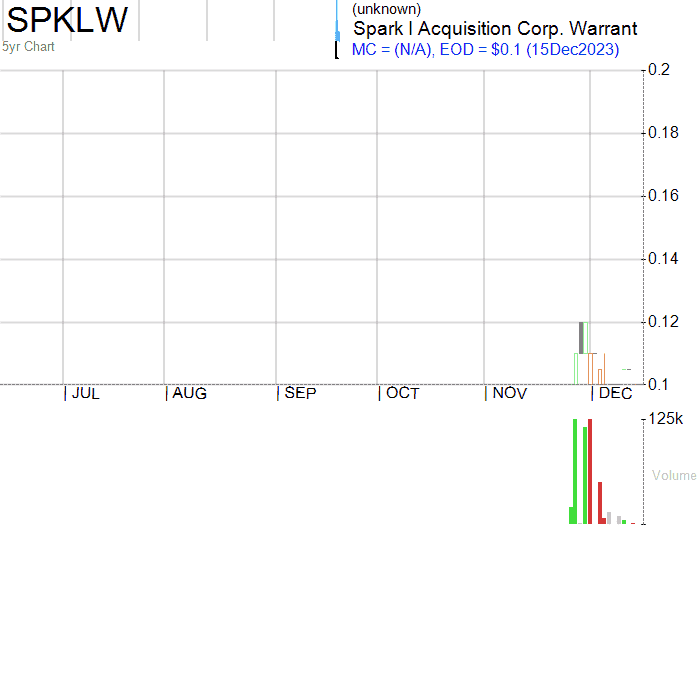 SPKLW
(unknown)
Spark I Acquisition Corp. Warrant
5yr Chart
MC = (N/A), EOD = $0.1 (15Dec2023)
0.2
0.18
0.16
0.14
0.12
0.1
JUL
AUG
SEP
OCT
NOV
DEC
125k
Volume